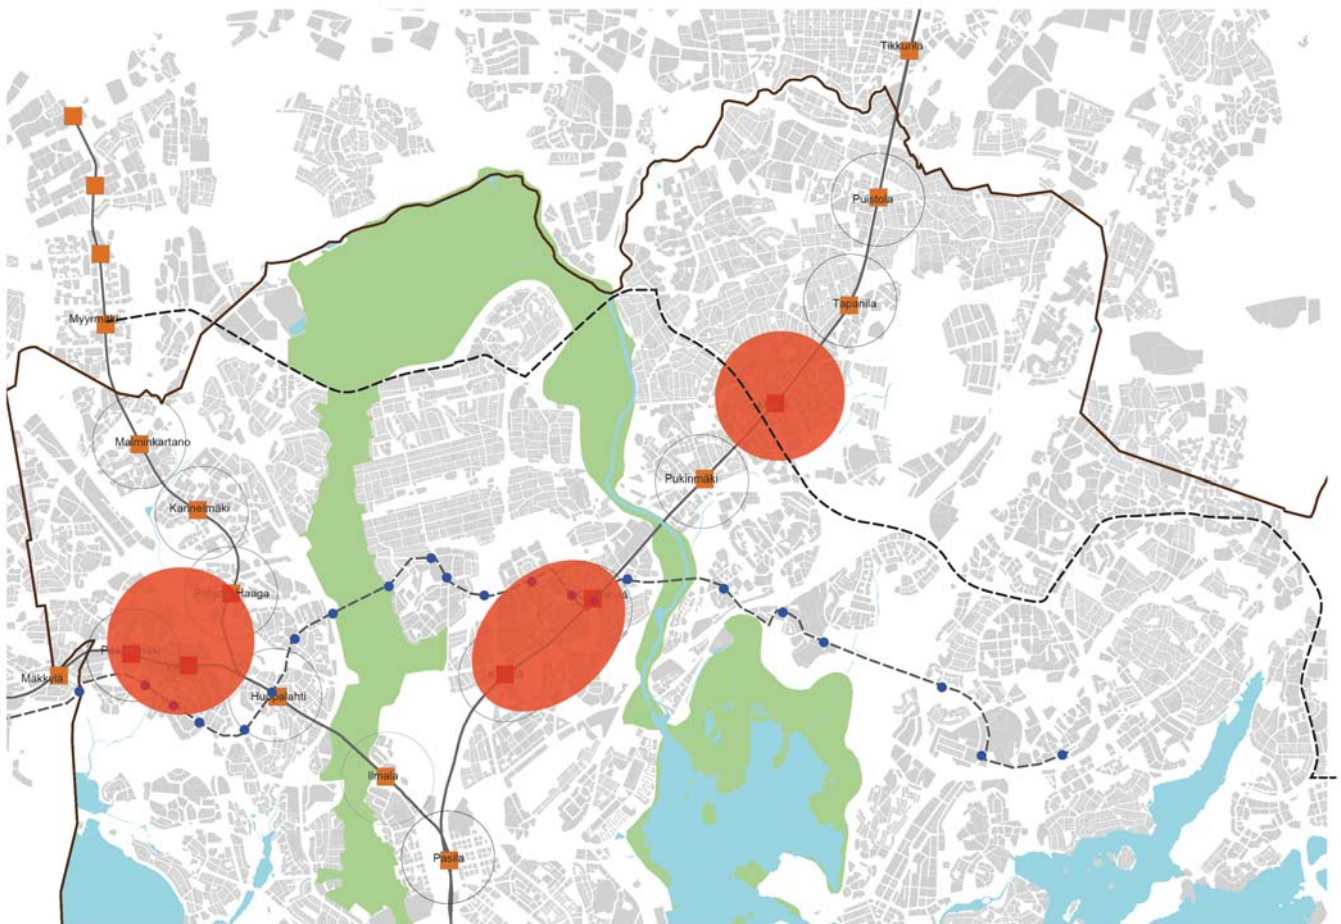 Tikkurila
Puistola
Tapanila
Myyrmäki
Malminkartano
Pukinmäki
Kannelmäki
Haaga
Mäkkylä
Huopalahti
Ilmala
Pasila